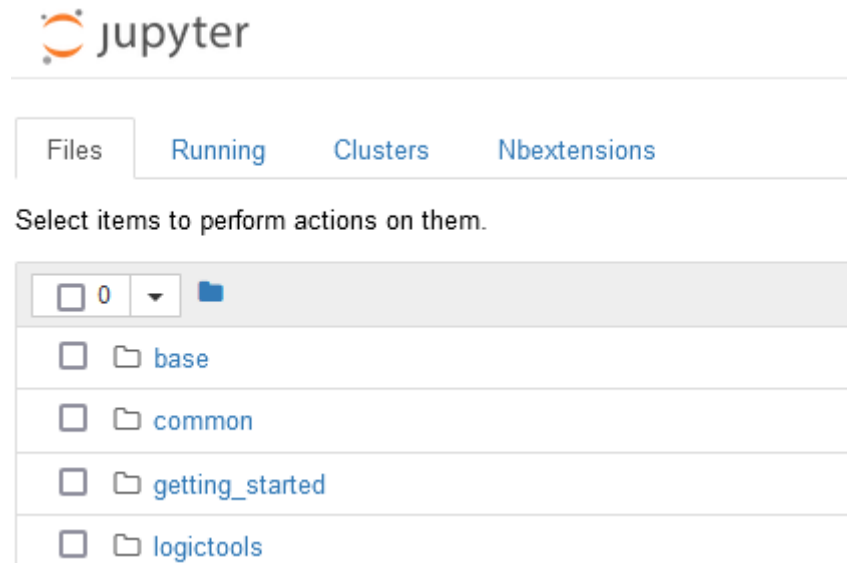 jupyter
Files Running Clusters Nbextensions
Select items to perform actions on them.
0
base
common
getting_started
logictools